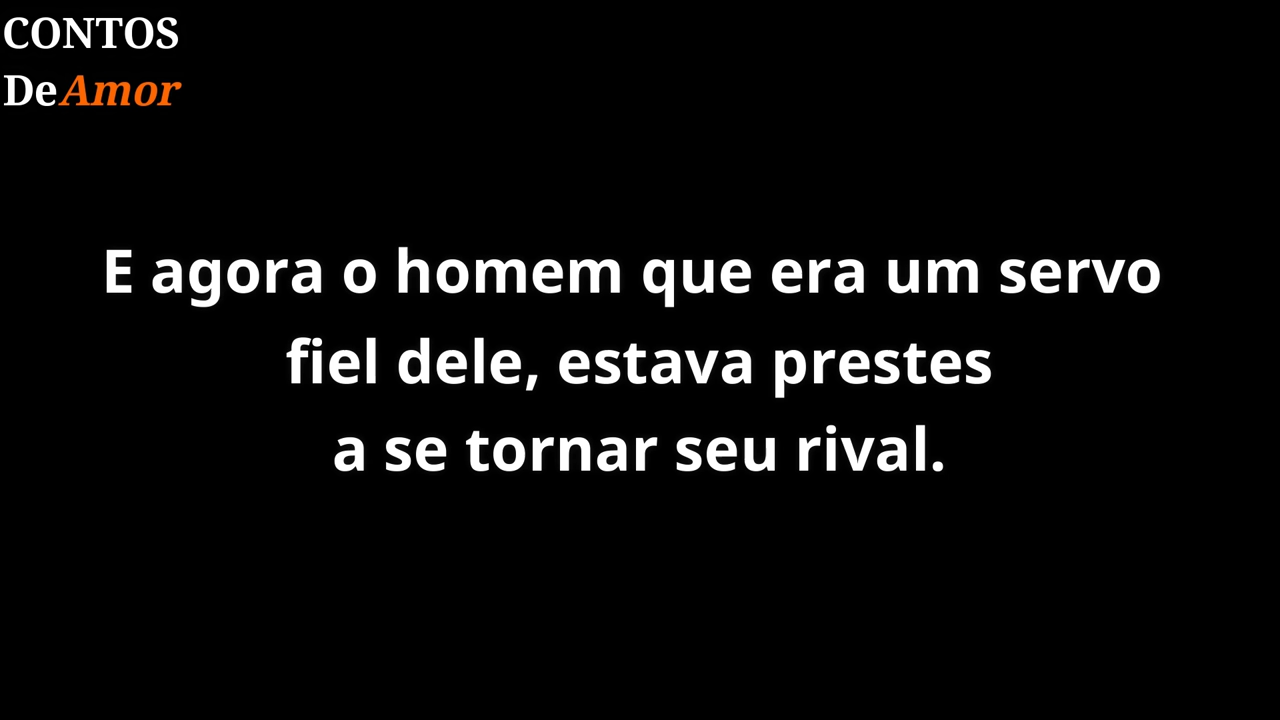 CONTOS
DeAmor
E agora o homem que era um servo
fiel dele, estava prestes
a se tornar seu rival.